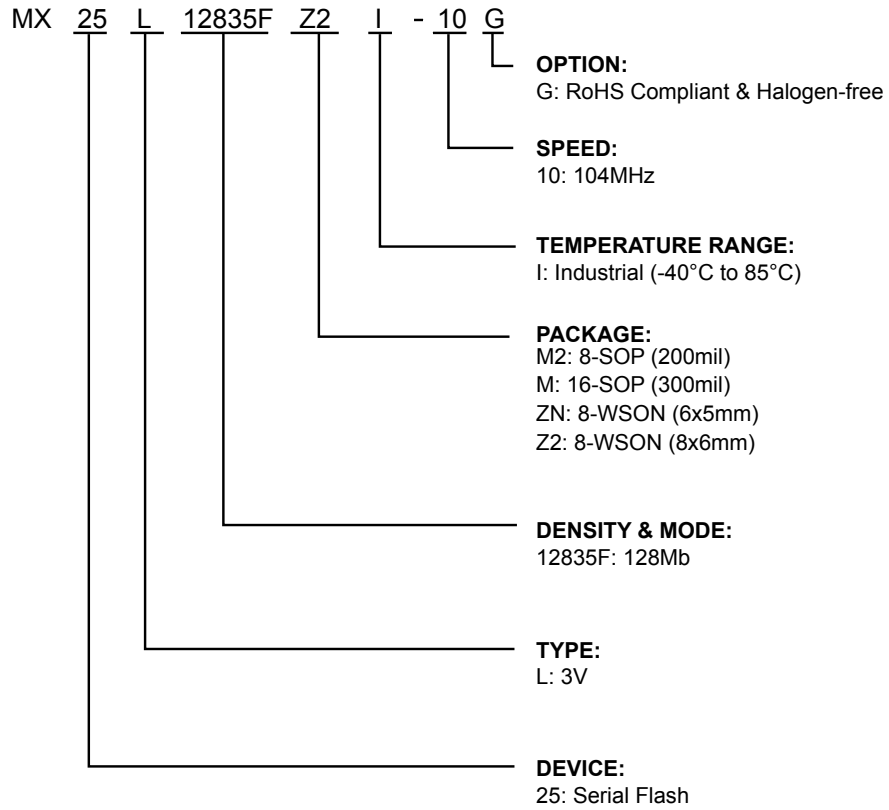 MX 25 L 12835F Z2 I - 10 G
OPTION:
G: RoHS Compliant & Halogen-free
SPEED:
10: 104MHz
TEMPERATURE RANGE:
I: Industrial (-40°C to 85°C)
PACKAGE:
M2: 8-SOP (200mil)
M: 16-SOP (300mil)
ZN: 8-WSON (6x5mm)
Z2: 8-WSON (8x6mm)
DENSITY & MODE:
12835F: 128Mb
TYPE:
L: 3V
DEVICE:
25: Serial Flash